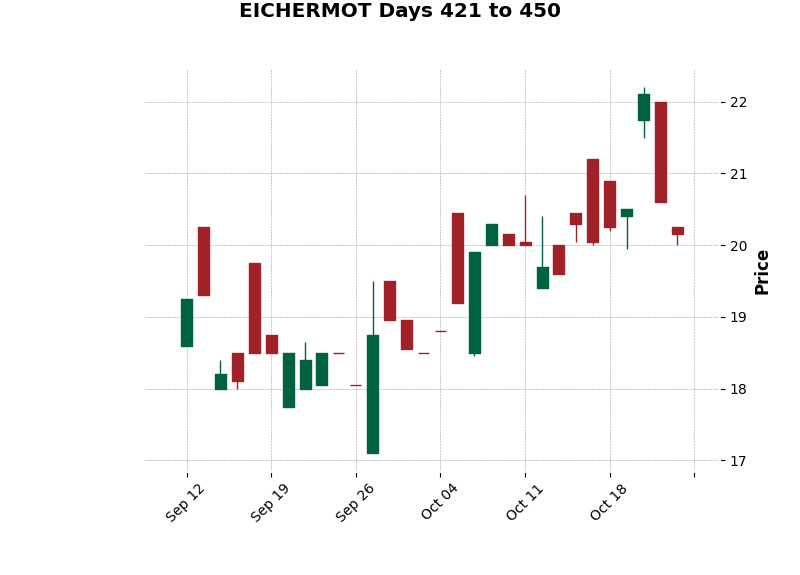 EICHERMOT Days 421 to 450
22
21
20
19
18
17
Price
Sep 12
Sep 19
Sep 26
Oct 04
Oct 11
Oct 18